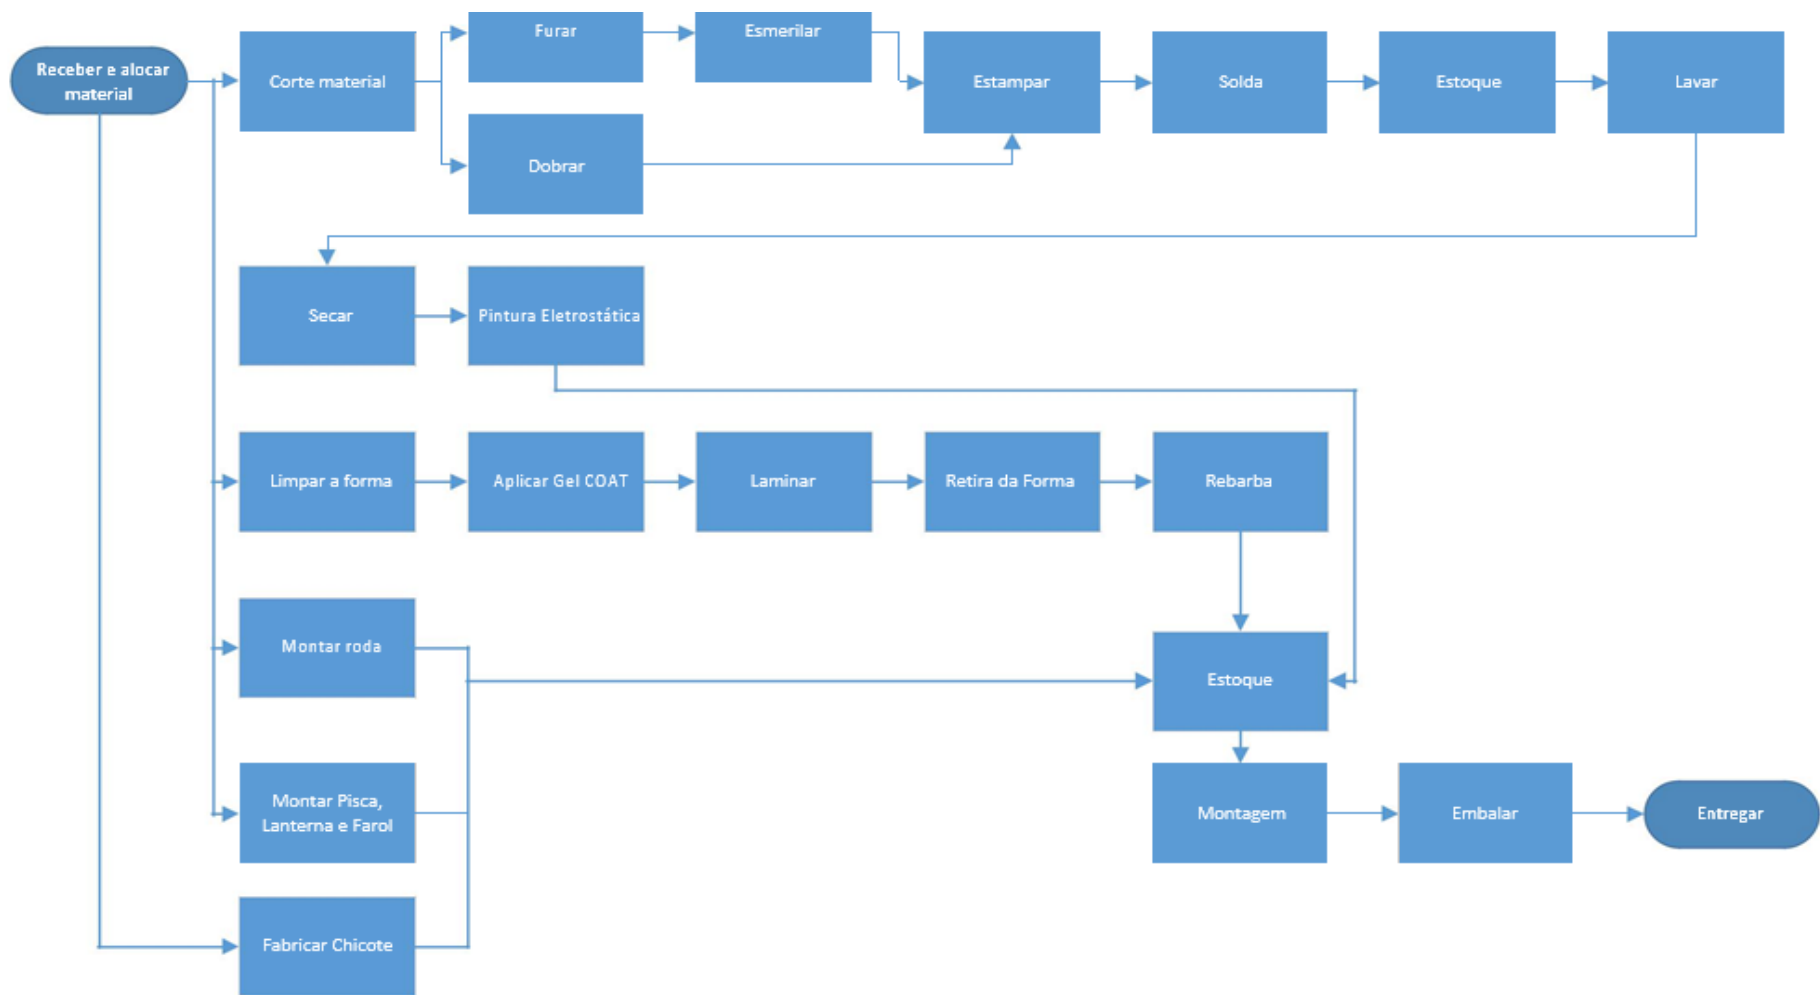 Receber e alocar
material
Corte material
Furar
Esmerilar
Dobrar
Estampar
Solda
Estoque
Lavar
Secar
Pintura Eletrostática
Limpar a forma
Aplicar Gel COAT
Laminar
Retira da Forma
Rebarba
Montar roda
Estoque
Montar Pisca,
Lanterna e Farol
Montagem
Embalar
Entregar
Fabricar Chicote